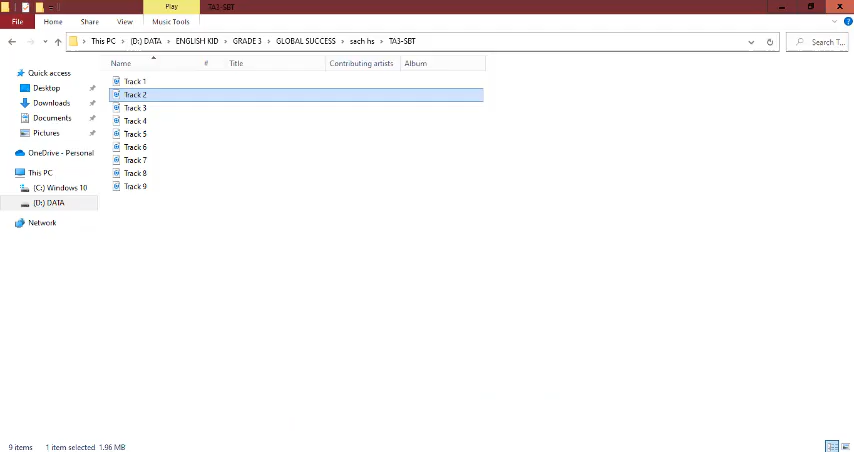 Play TA3-SBT
File Home Share View Music Tools
This PC > (D:) DATA > ENGLISH KID > GRADE 3 > GLOBAL SUCCESS > sach hs > TA3-SBT Search T...
Name # Title Contributing artists Album
Quick access
Desktop
Downloads
Documents
Pictures
OneDrive - Personal
This PC
(C:) Windows 10
(D:) DATA
Network
Track 1
Track 2
Track 3
Track 4
Track 5
Track 6
Track 7
Track 8
Track 9
9 items 1 item selected 1.96 MB